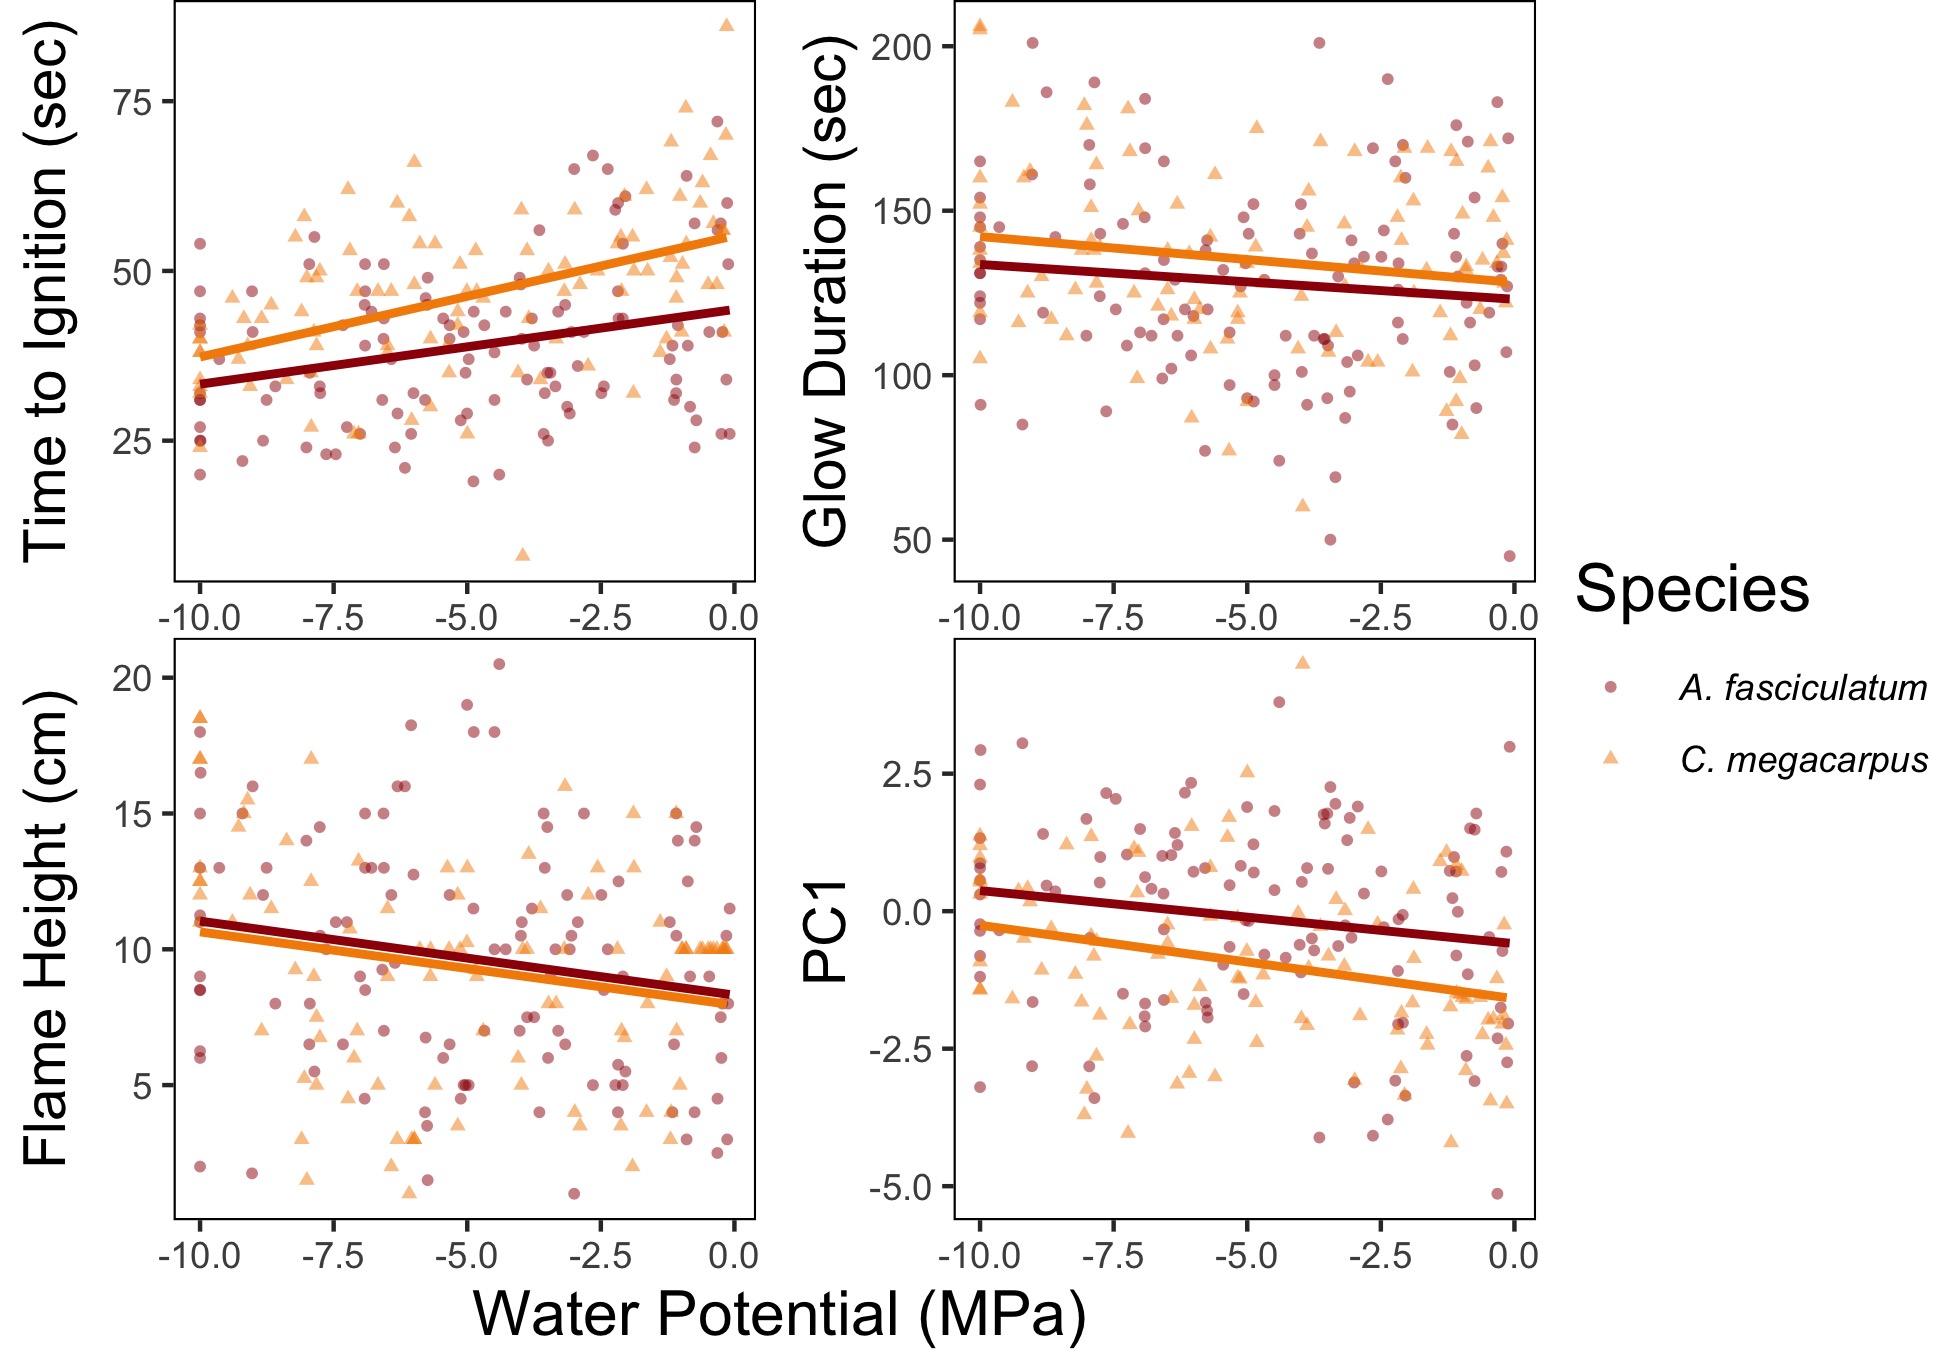 Time to Ignition (sec)
75
50
25
-10.0 -7.5 -5.0 -2.5 0.0
Glow Duration (sec)
200
150
100
50
-10.0 -7.5 -5.0 -2.5 0.0
Flame Height (cm)
20
15
10
5
-10.0 -7.5 -5.0 -2.5 0.0
PC1
2.5
0.0
-2.5
-5.0
-10.0 -7.5 -5.0 -2.5 0.0
Water Potential (MPa)
Species
A. fasciculatum
C. megacarpus